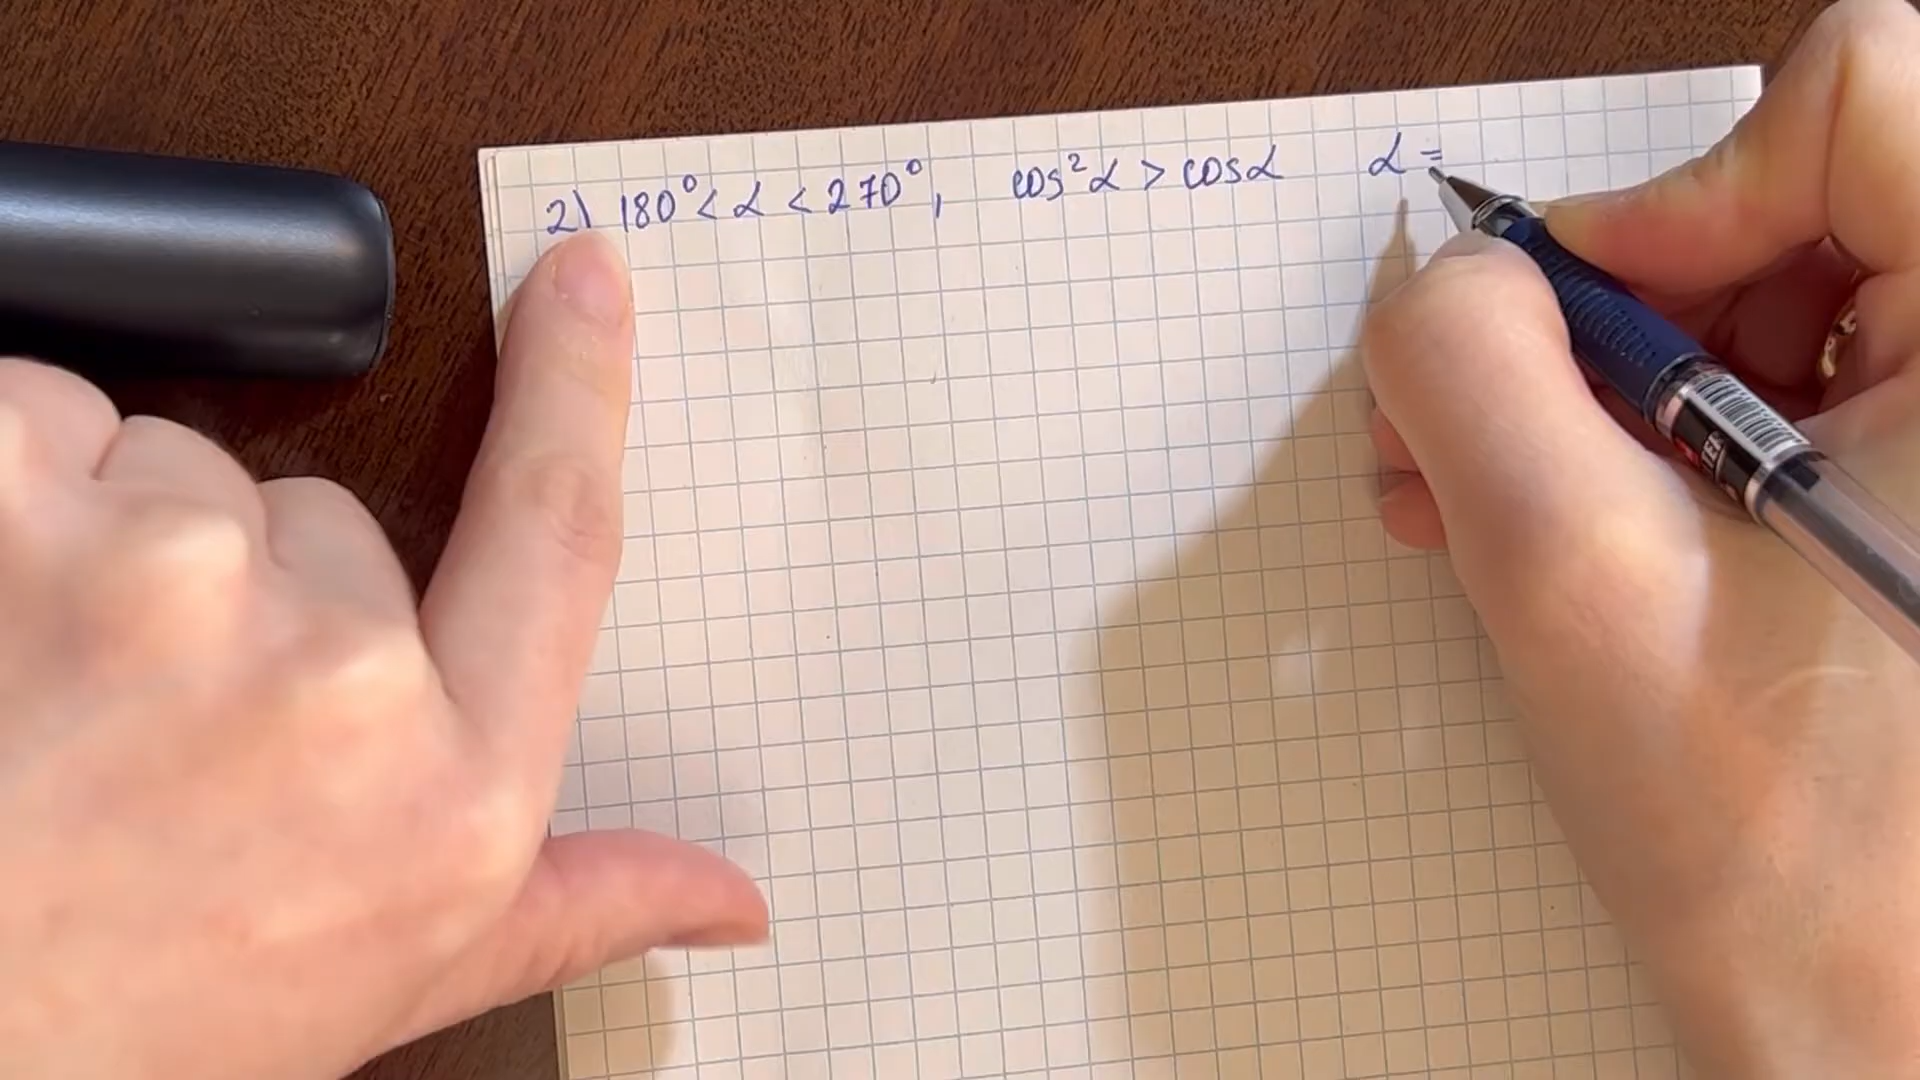 2) 180° < α < 270°, cos²α > cosα α =